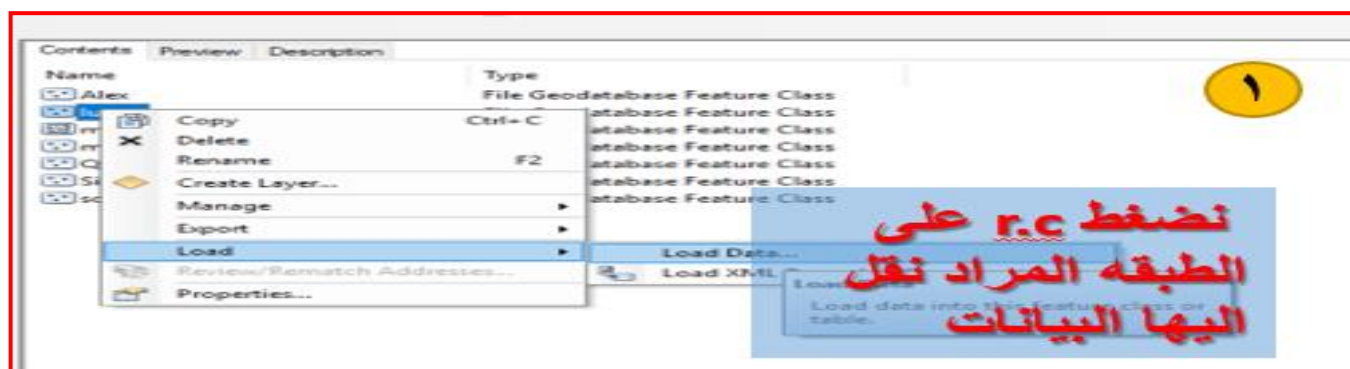 Contents Preview Description
Name Type
Alex File Geodatabase Feature Class
atabase Feature Class
atabase Feature Class
atabase Feature Class
atabase Feature Class
atabase Feature Class
atabase Feature Class
Copy Ctrl+C
Delete
Rename F2
Create Layer...
Manage
Export
Load
Review/Rematch Addresses...
Properties...
Load Data...
Load XML
Load data into this feature class or
table.
١
نضغط r.c على
الطبقه المراد نقل
اليها البيانات